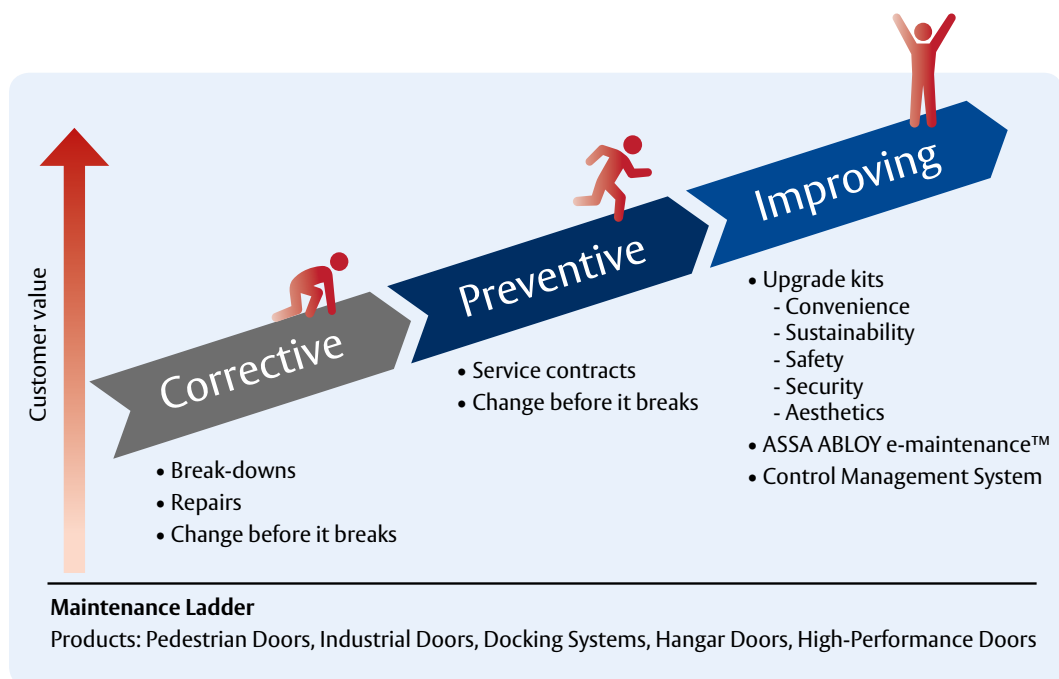 Customer value
Corrective
• Break-downs
• Repairs
• Change before it breaks
Preventive
• Service contracts
• Change before it breaks
Improving
• Upgrade kits
- Convenience
- Sustainability
- Safety
- Security
- Aesthetics
• ASSA ABLOY e-maintenance™
• Control Management System
Maintenance Ladder
Products: Pedestrian Doors, Industrial Doors, Docking Systems, Hangar Doors, High-Performance Doors